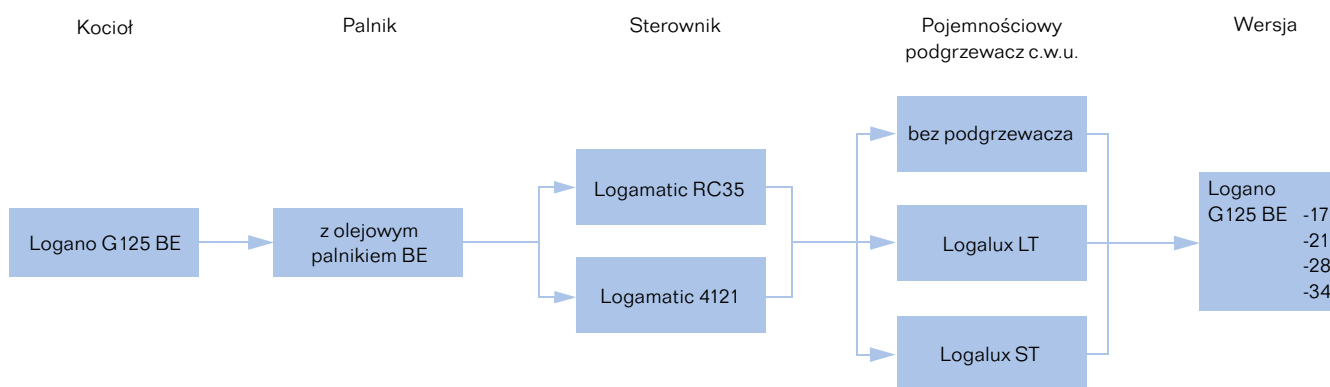 Kocioł
Palnik
Sterownik
Pojemnościowy
podgrzewacz c.w.u.
Wersja
Logano G125 BE
z olejowym
palnikiem BE
Logamatic RC35
Logamatic 4121
bez podgrzewacza
Logalux LT
Logalux ST
Logano
G125 BE -17
-21
-28
-34